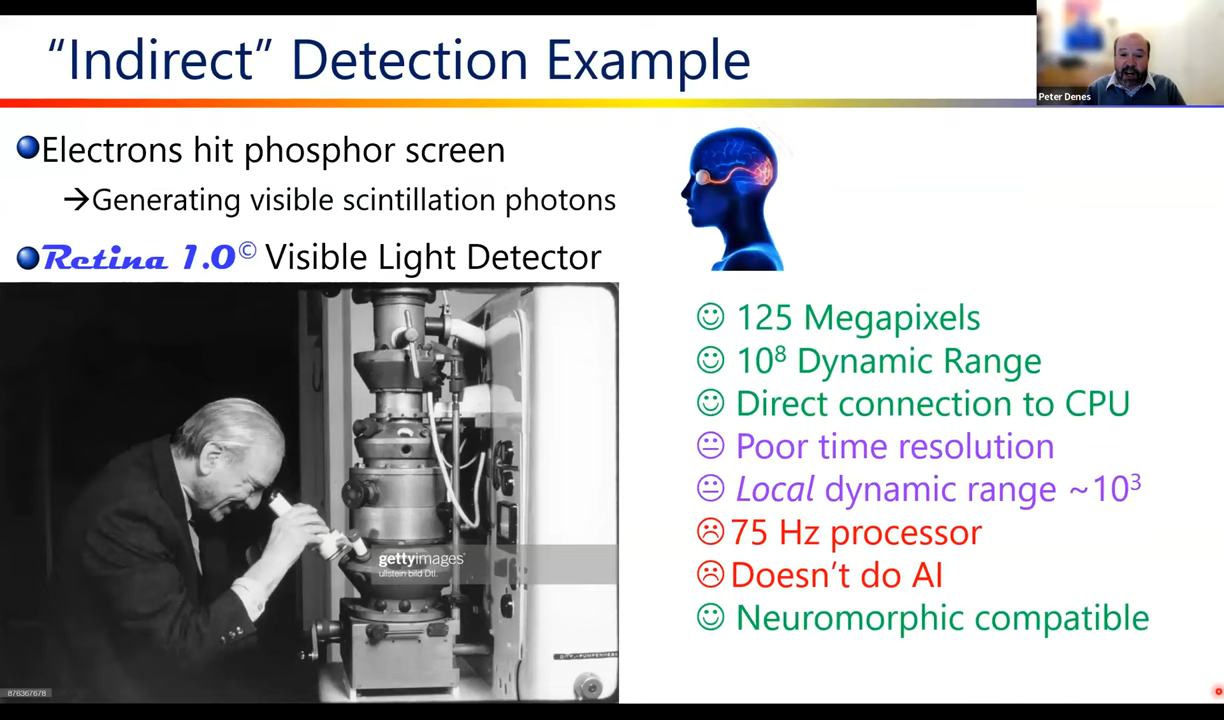 “Indirect” Detection Example
Peter Denes
Electrons hit phosphor screen
→Generating visible scintillation photons
Retina 1.0© Visible Light Detector
125 Megapixels
10⁸ Dynamic Range
Direct connection to CPU
Poor time resolution
Local dynamic range ~10³
75 Hz processor
Doesn’t do AI
Neuromorphic compatible
gettyimages®
ullstein bild Dtl.
876367678